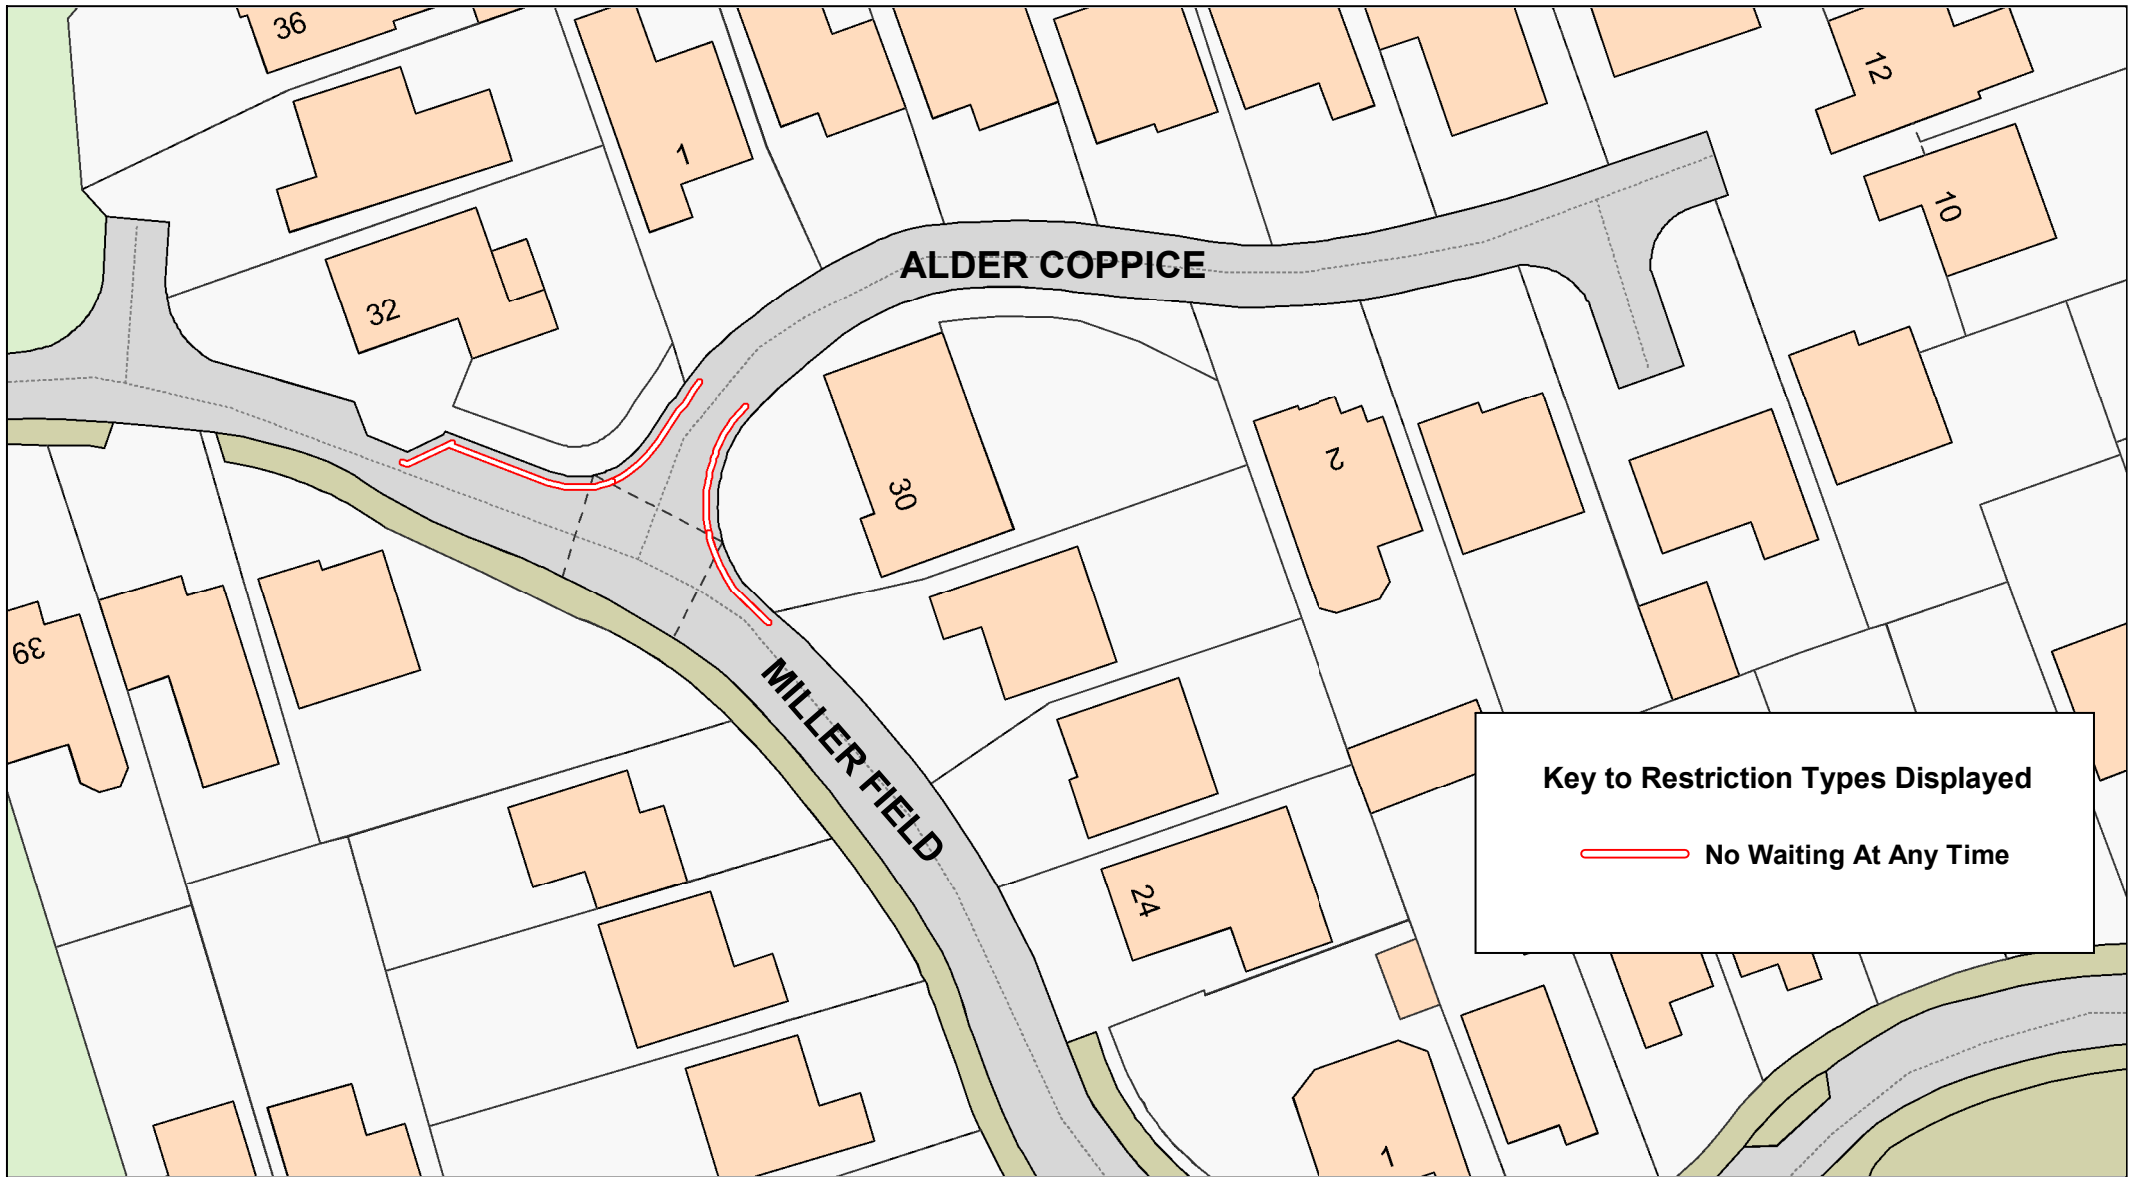 36
12
1
10
ALDER COPPICE
32
2
30
39
MILLER FIELD
Key to Restriction Types Displayed
No Waiting At Any Time
24
1